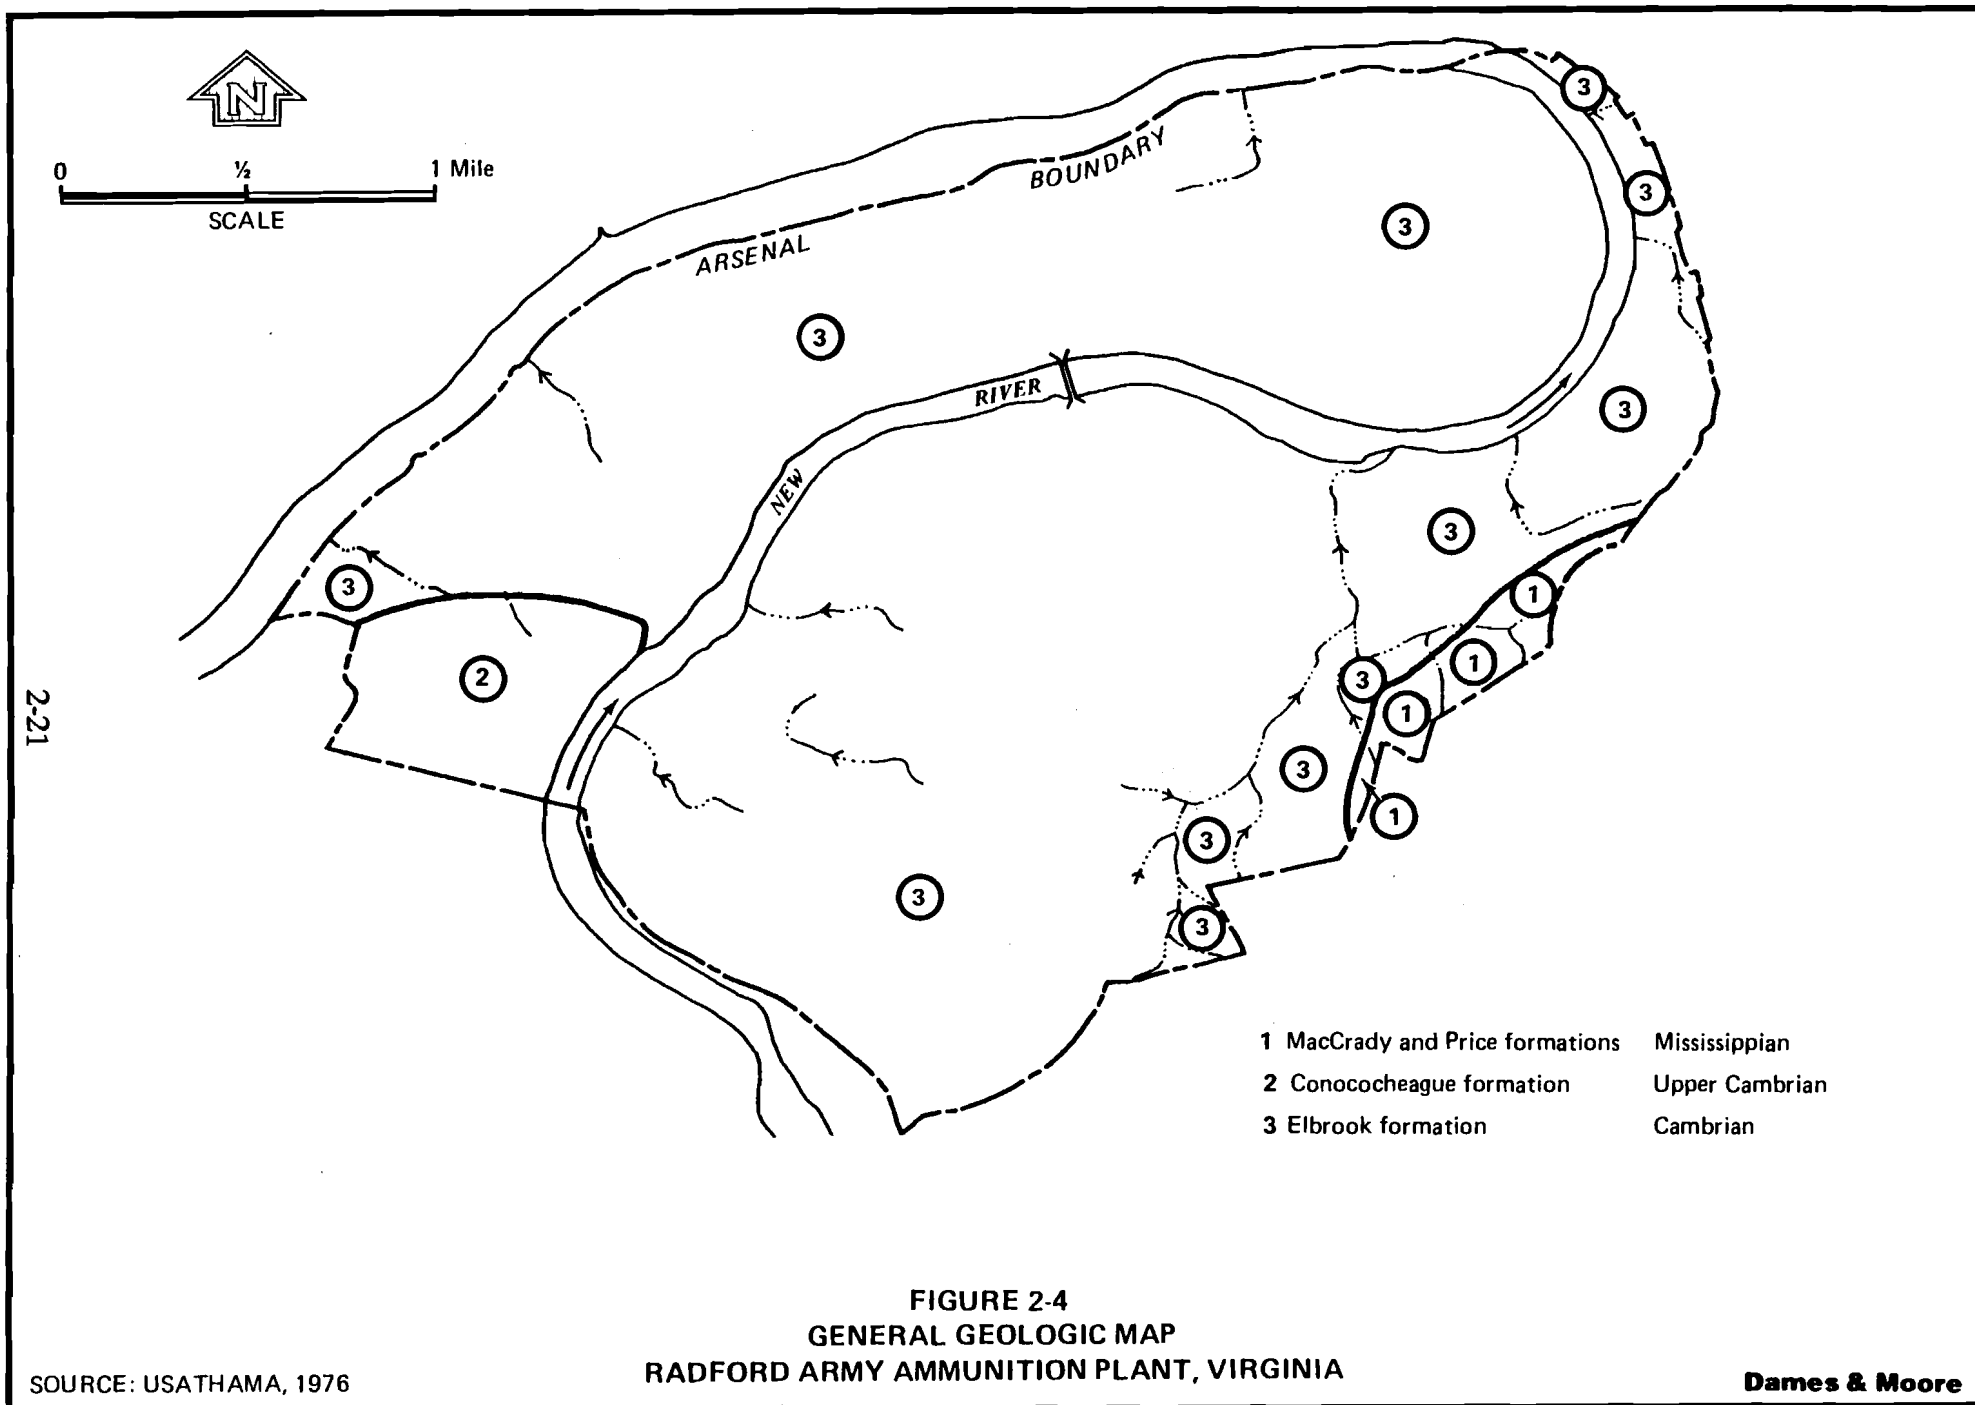 N
0 ½ 1 Mile
SCALE
ARSENAL BOUNDARY
3
3
3
3
3
NEW RIVER
3
3
2
1
3
1
1
3
1
3
3
3
1 MacCrady and Price formations Mississippian
2 Conococheague formation Upper Cambrian
3 Elbrook formation Cambrian
2-21
FIGURE 2-4
GENERAL GEOLOGIC MAP
RADFORD ARMY AMMUNITION PLANT, VIRGINIA
SOURCE: USATHAMA, 1976
Dames & Moore